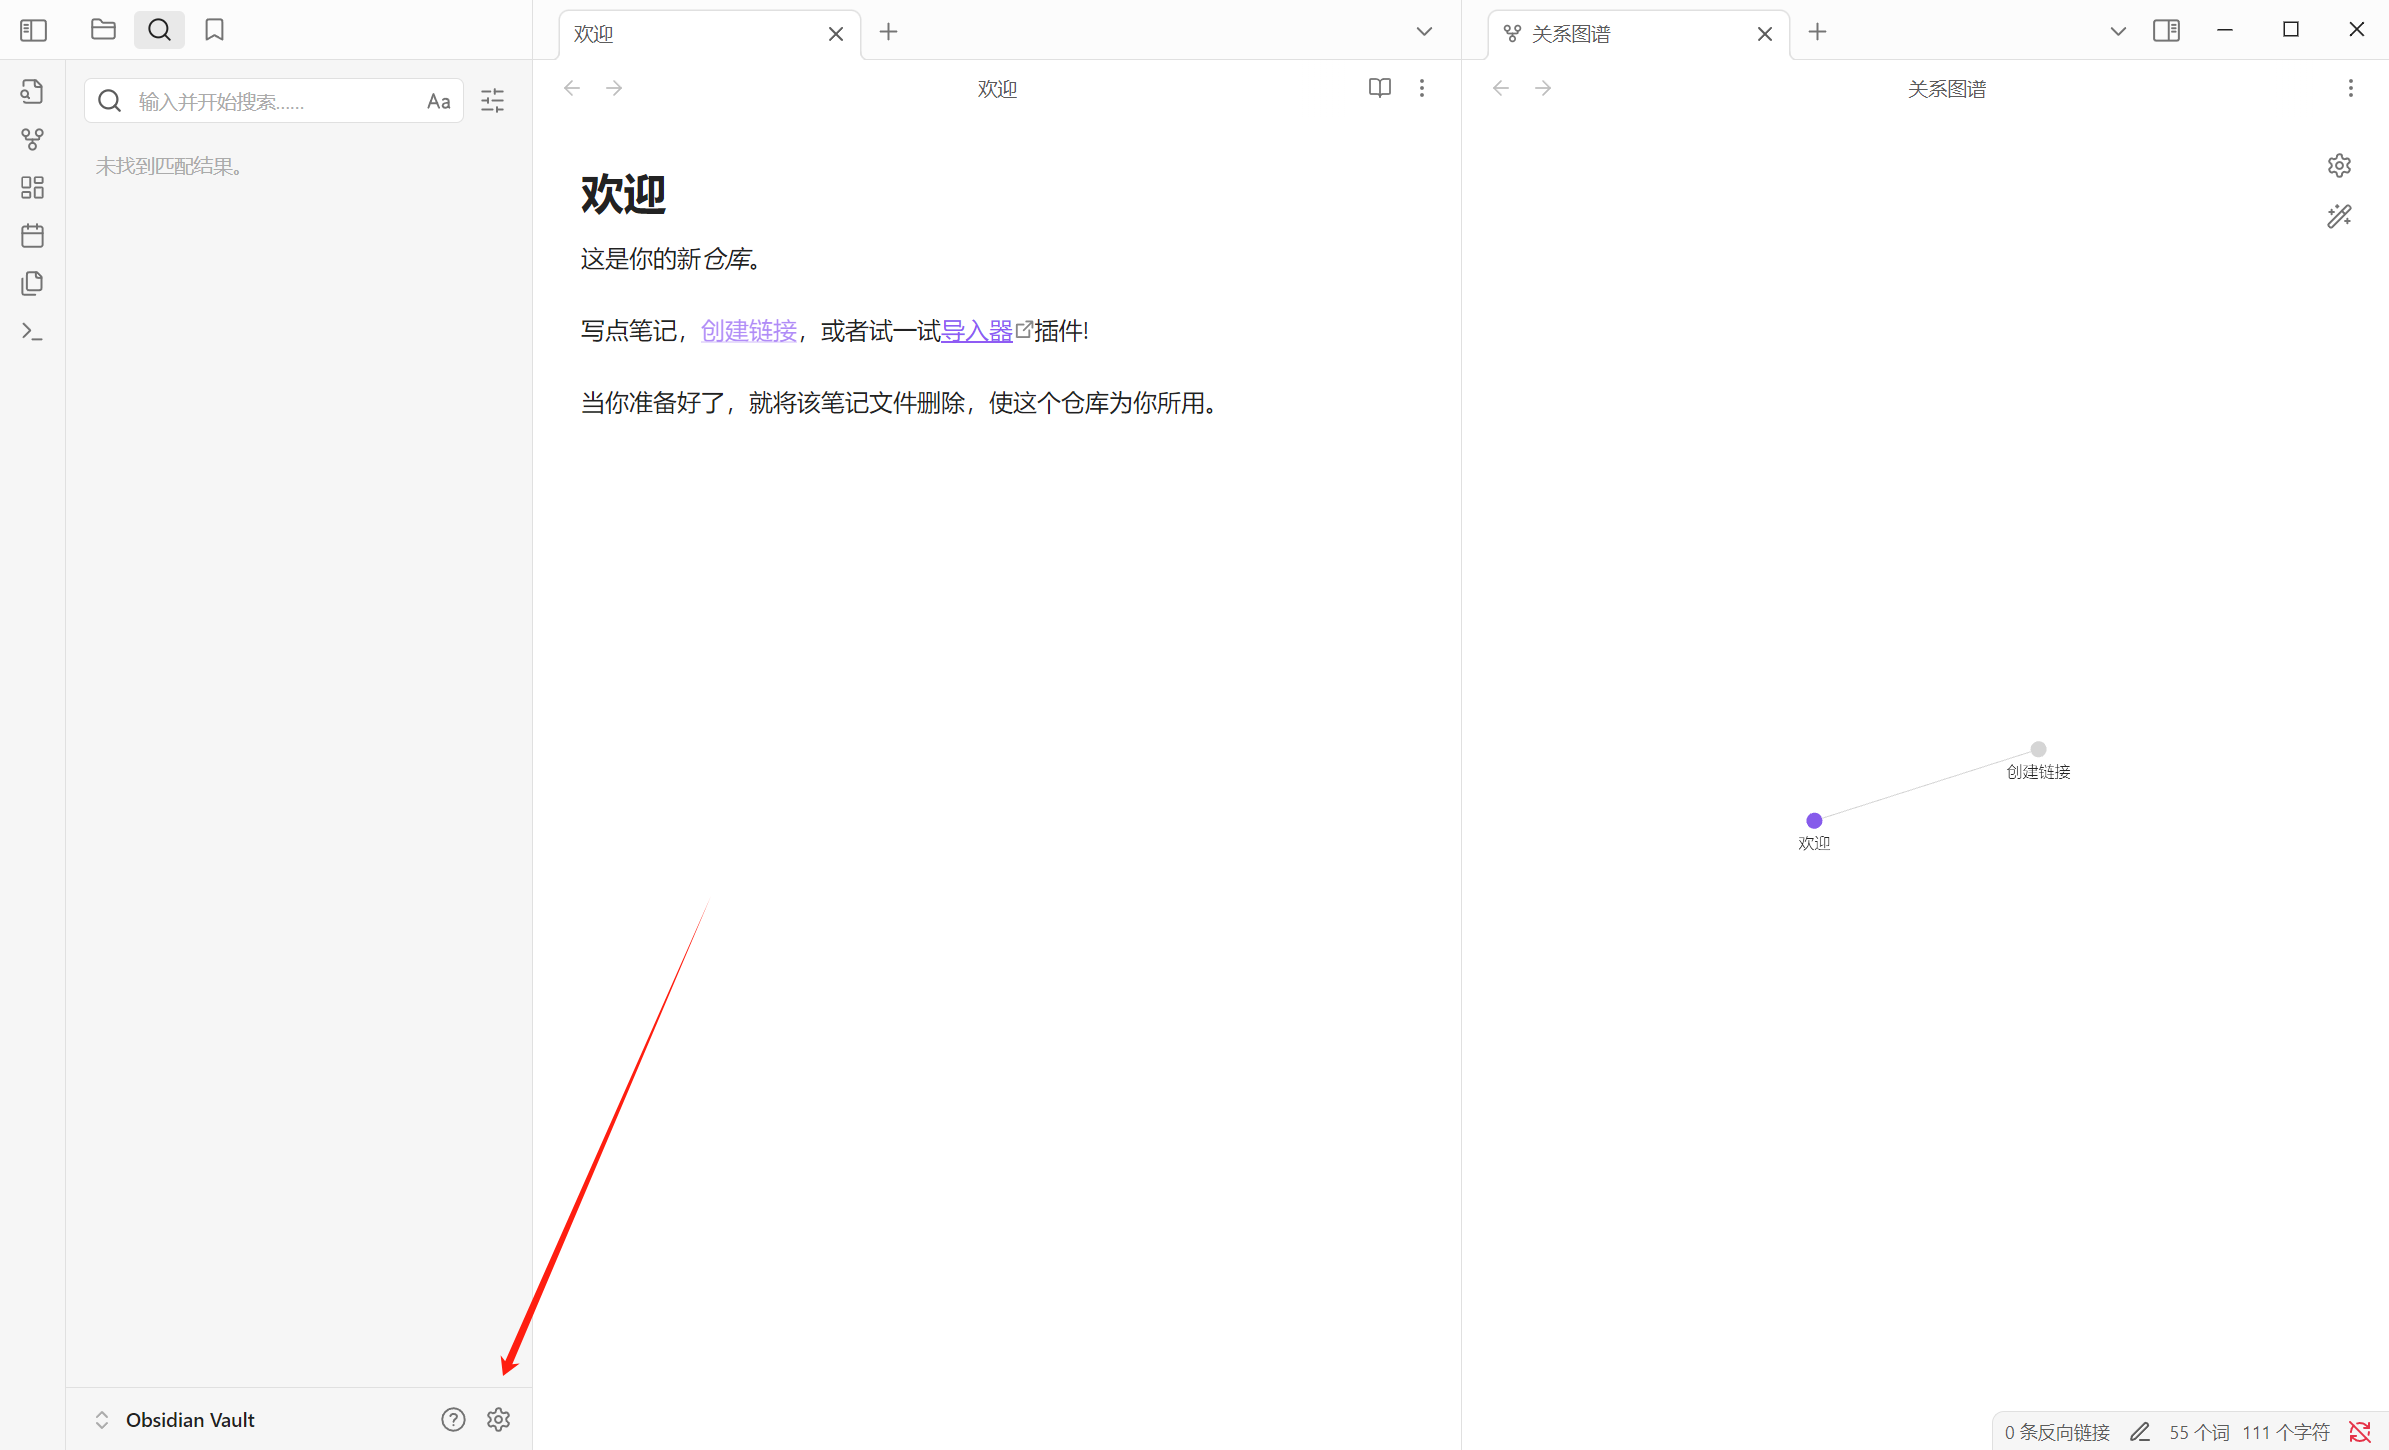 欢迎
关系图谱
输入并开始搜索......
Aa
未找到匹配结果。
欢迎
欢迎
这是你的新仓库。
写点笔记，创建链接，或者试一试导入器插件!
当你准备好了，就将该笔记文件删除，使这个仓库为你所用。
关系图谱
创建链接
欢迎
Obsidian Vault
0 条反向链接
55 个词
111 个字符